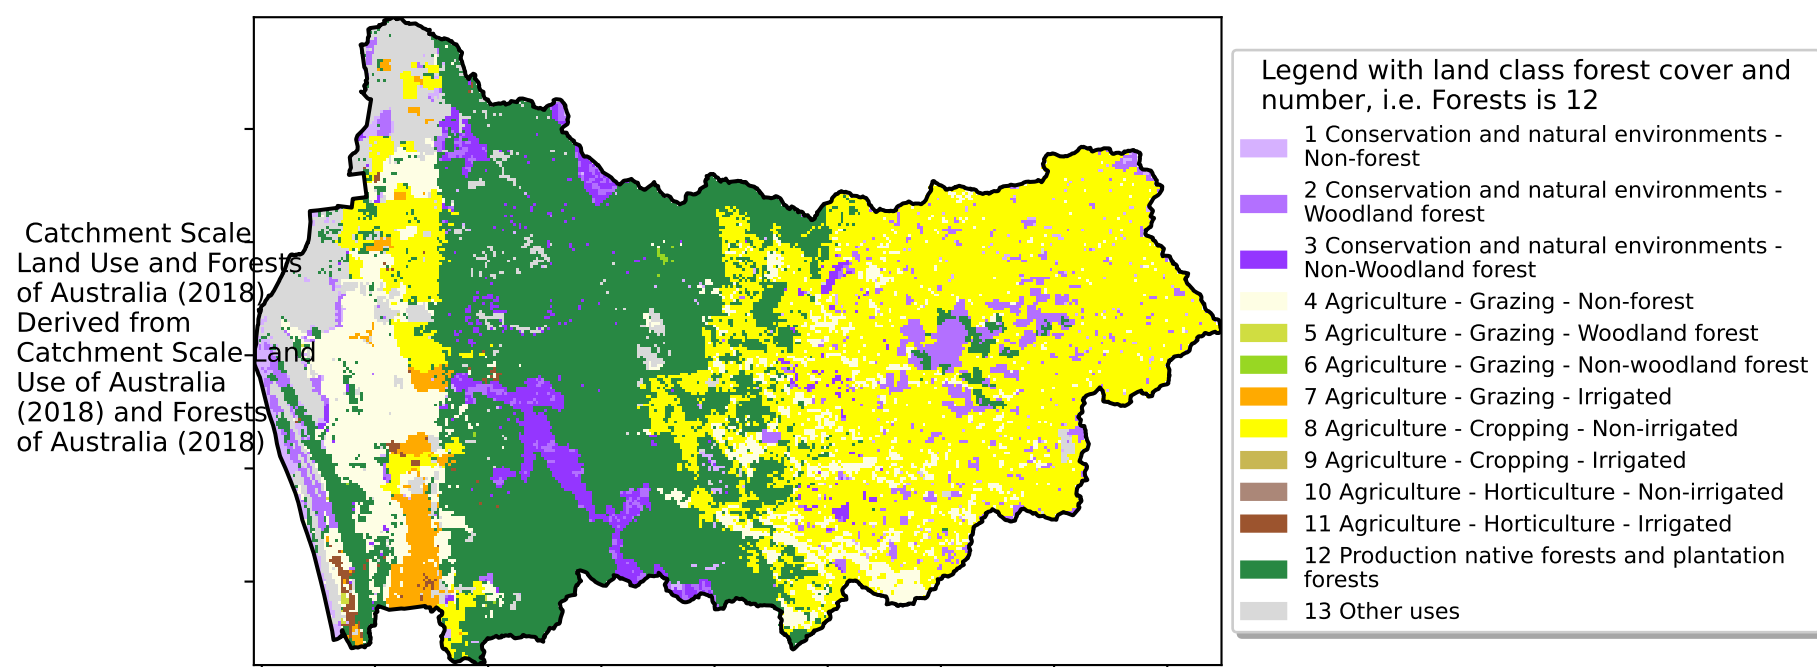 Catchment Scale
Land Use and Forests
of Australia (2018)
Derived from
Catchment Scale Land
Use of Australia
(2018) and Forests
of Australia (2018)
Legend with land class forest cover and
number, i.e. Forests is 12
1 Conservation and natural environments -
Non-forest
2 Conservation and natural environments -
Woodland forest
3 Conservation and natural environments -
Non-Woodland forest
4 Agriculture - Grazing - Non-forest
5 Agriculture - Grazing - Woodland forest
6 Agriculture - Grazing - Non-woodland forest
7 Agriculture - Grazing - Irrigated
8 Agriculture - Cropping - Non-irrigated
9 Agriculture - Cropping - Irrigated
10 Agriculture - Horticulture - Non-irrigated
11 Agriculture - Horticulture - Irrigated
12 Production native forests and plantation
forests
13 Other uses